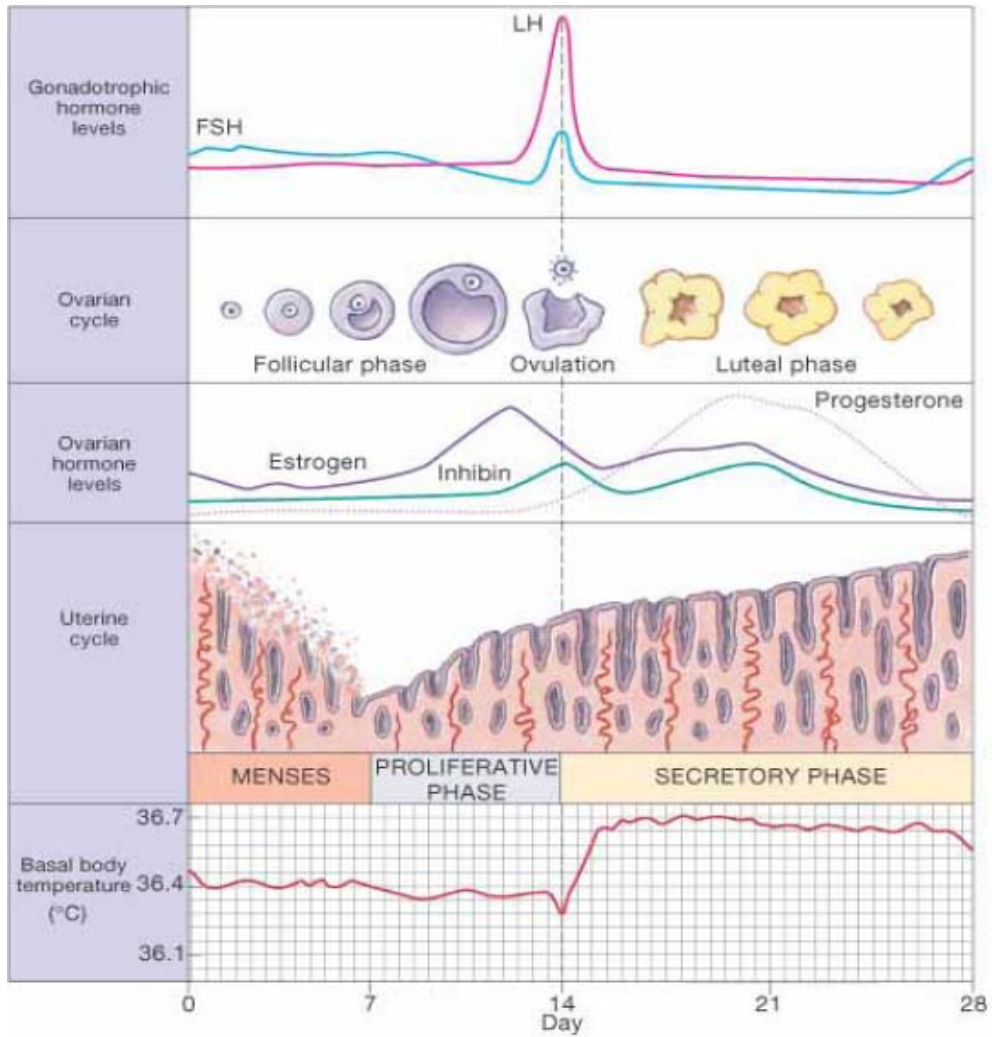 LH
Gonadotrophic
hormone
levels
FSH
Ovarian
cycle
Follicular phase
Ovulation
Luteal phase
Ovarian
hormone
levels
Estrogen
Inhibin
Progesterone
Uterine
cycle
MENSES
PROLIFERATIVE
PHASE
SECRETORY PHASE
Basal body
temperature
(°C)
36.7
36.4
36.1
0
7
14
21
28
Day